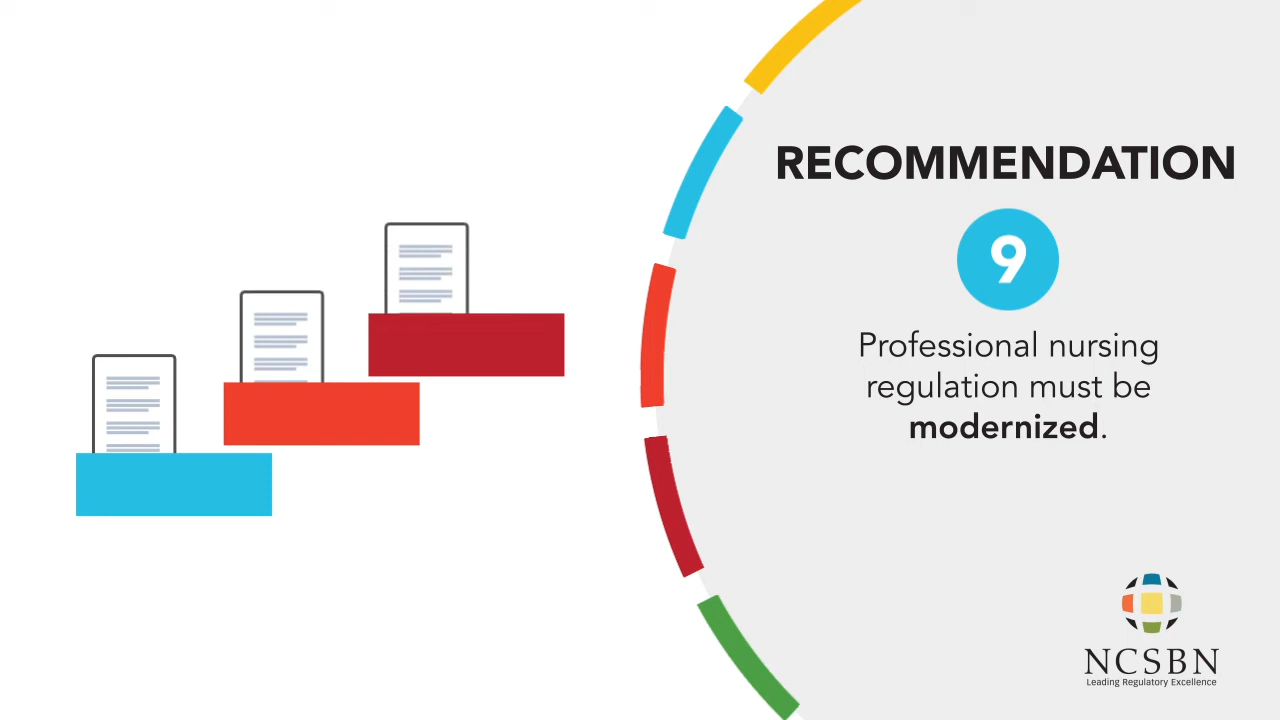 RECOMMENDATION
9
Professional nursing
regulation must be
modernized.
NCSBN
Leading Regulatory Excellence